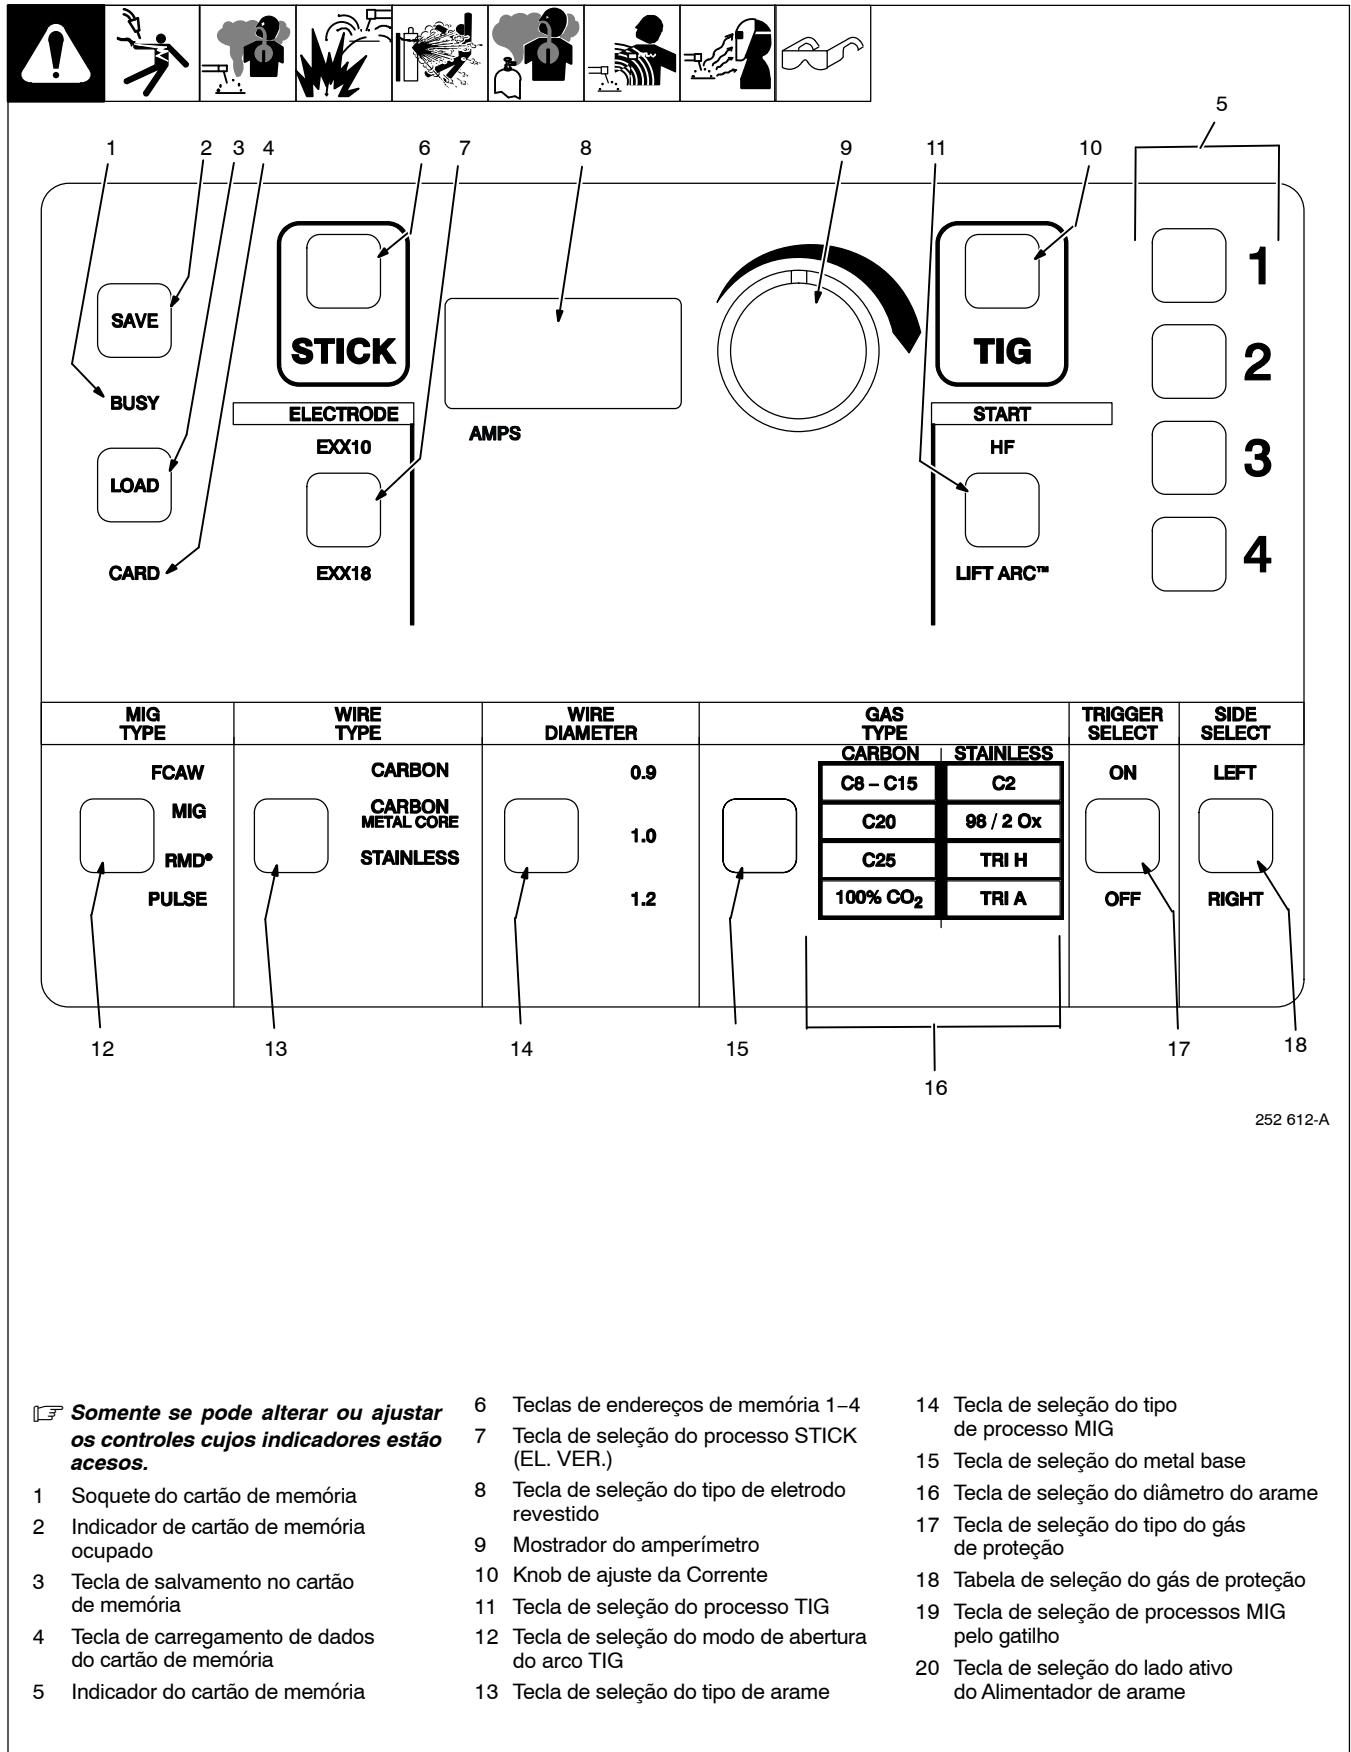 5
1 2 3 4 6 7 8 9 11 10
SAVE
BUSY
LOAD
CARD
STICK
ELECTRODE
EXX10
EXX18
AMPS
TIG
START
HF
LIFT ARC™
1
2
3
4
MIG TYPE
FCAW
MIG
RMD®
PULSE
WIRE TYPE
CARBON
CARBON
METAL CORE
STAINLESS
WIRE DIAMETER
0.9
1.0
1.2
GAS TYPE
CARBON STAINLESS
C8 – C15 C2
C20 98 / 2 Ox
C25 TRI H
100% CO₂ TRI A
TRIGGER SELECT
ON
OFF
SIDE SELECT
LEFT
RIGHT
12 13 14 15 16 17 18
252 612-A
Somente se pode alterar ou ajustar
os controles cujos indicadores estão
acesos.
1 Soquete do cartão de memória
2 Indicador de cartão de memória
ocupado
3 Tecla de salvamento no cartão
de memória
4 Tecla de carregamento de dados
do cartão de memória
5 Indicador do cartão de memória
6 Teclas de endereços de memória 1–4
7 Tecla de seleção do processo STICK
(EL. VER.)
8 Tecla de seleção do tipo de eletrodo
revestido
9 Mostrador do amperímetro
10 Knob de ajuste da Corrente
11 Tecla de seleção do processo TIG
12 Tecla de seleção do modo de abertura
do arco TIG
13 Tecla de seleção do tipo de arame
14 Tecla de seleção do tipo
de processo MIG
15 Tecla de seleção do metal base
16 Tecla de seleção do diâmetro do arame
17 Tecla de seleção do tipo do gás
de proteção
18 Tabela de seleção do gás de proteção
19 Tecla de seleção de processos MIG
pelo gatilho
20 Tecla de seleção do lado ativo
do Alimentador de arame